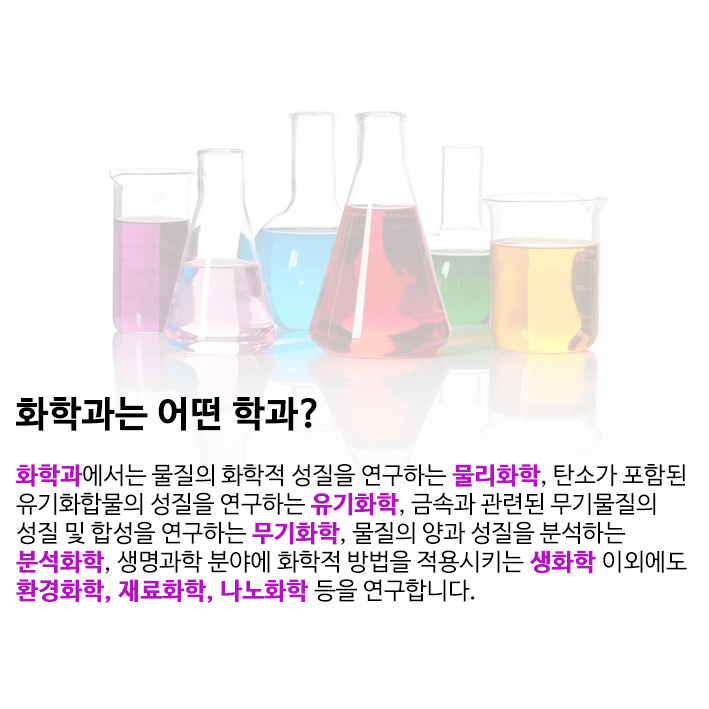 화학과는 어떤 학과?
화학과에서는 물질의 화학적 성질을 연구하는 물리화학, 탄소가 포함된
유기화합물의 성질을 연구하는 유기화학, 금속과 관련된 무기물질의
성질 및 합성을 연구하는 무기화학, 물질의 양과 성질을 분석하는
분석화학, 생명과학 분야에 화학적 방법을 적용시키는 생화학 이외에도
환경화학, 재료화학, 나노화학 등을 연구합니다.